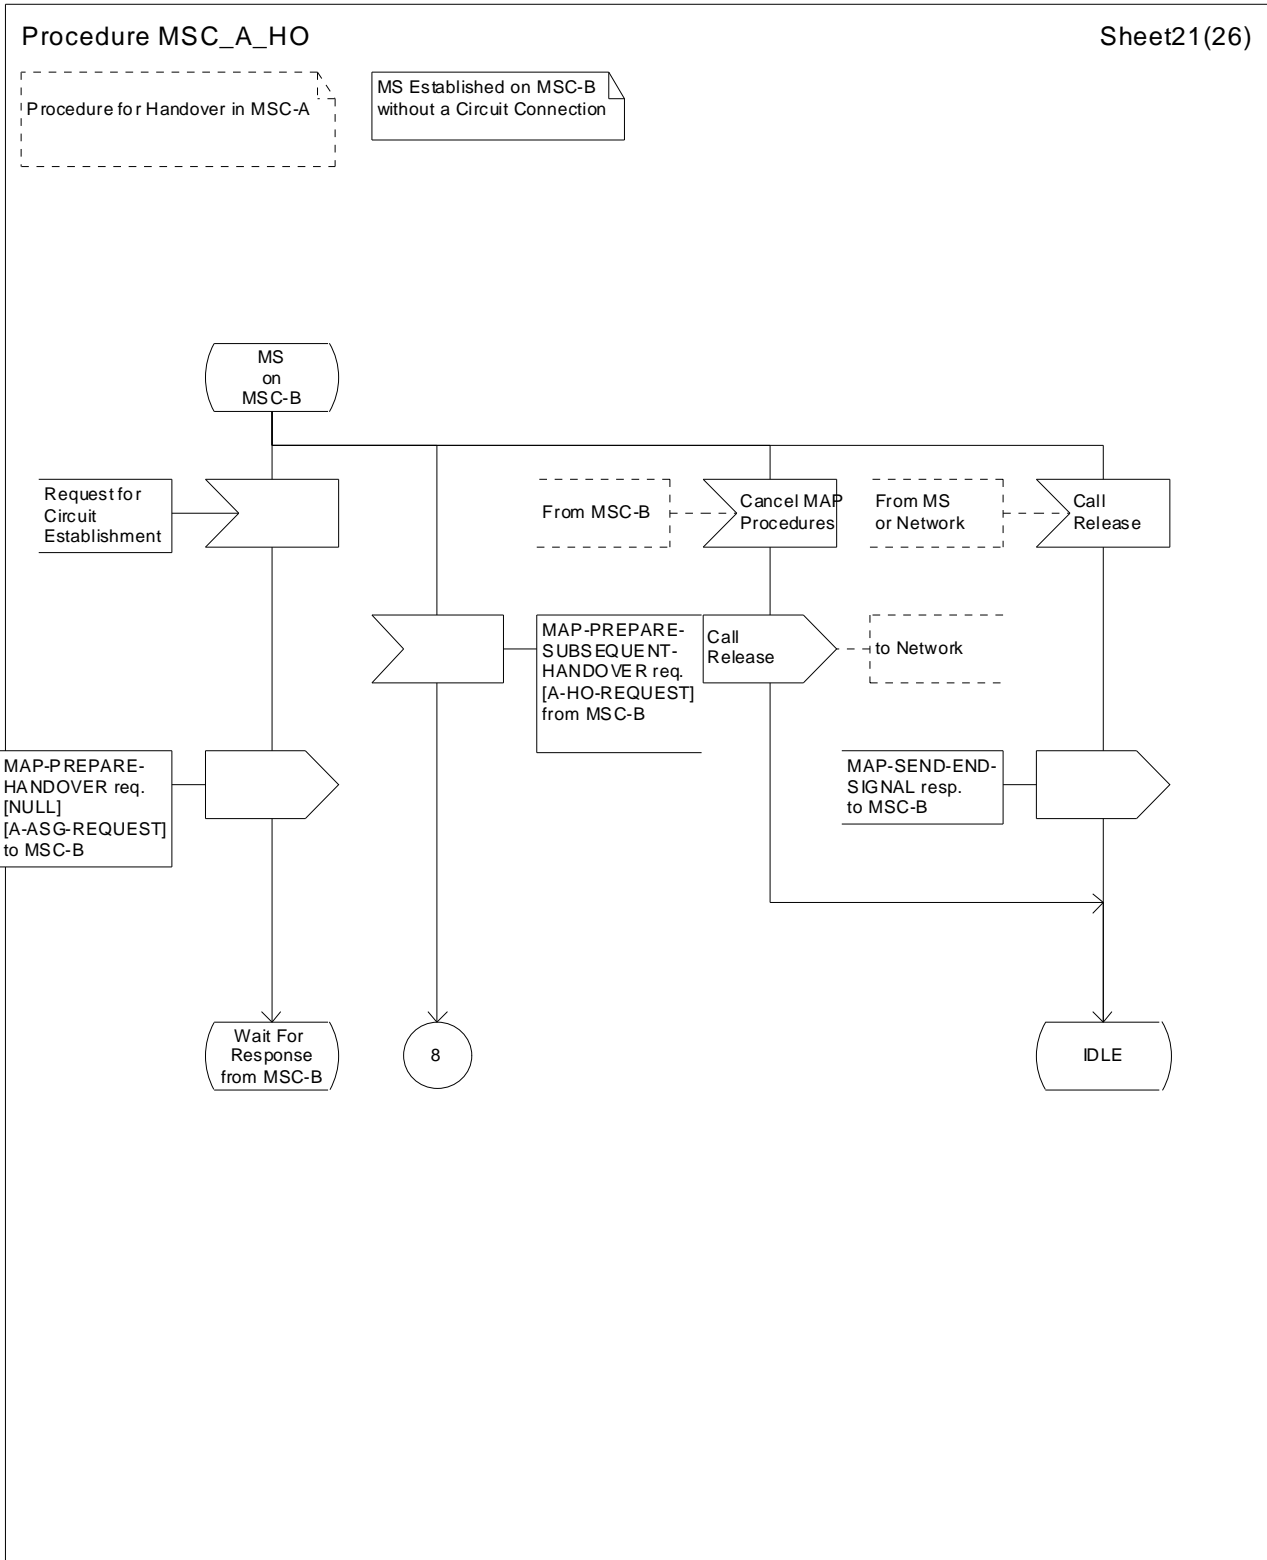 Procedure MSC_A_HO
Sheet21(26)
Procedure for Handover in MSC-A
MS Established on MSC-B
without a Circuit Connection
MS
on
MSC-B
Request for
Circuit
Establishment
From MSC-B
Cancel MAP
Procedures
From MS
or Network
Call
Release
MAP-PREPARE-
SUBSEQUENT-
HANDOVER req.
[A-HO-REQUEST]
from MSC-B
Call
Release
to Network
MAP-PREPARE-
HANDOVER req.
[NULL]
[A-ASG-REQUEST]
to MSC-B
MAP-SEND-END-
SIGNAL resp.
to MSC-B
Wait For
Response
from MSC-B
8
IDLE